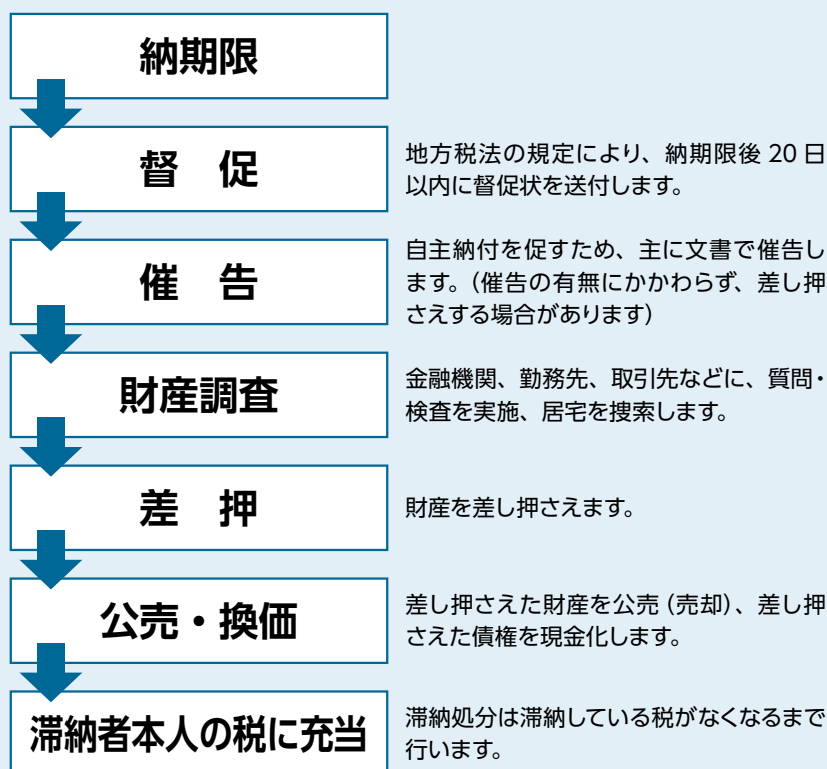 納期限
督　促
地方税法の規定により、納期限後 20 日
以内に督促状を送付します。
催　告
自主納付を促すため、主に文書で催告し
ます。（催告の有無にかかわらず、差し押
さえする場合があります）
財産調査
金融機関、勤務先、取引先などに、質問・
検査を実施、居宅を捜索します。
差　押
財産を差し押さえます。
公売・換価
差し押さえた財産を公売（売却）、差し押
さえた債権を現金化します。
滞納者本人の税に充当
滞納処分は滞納している税がなくなるまで
行います。